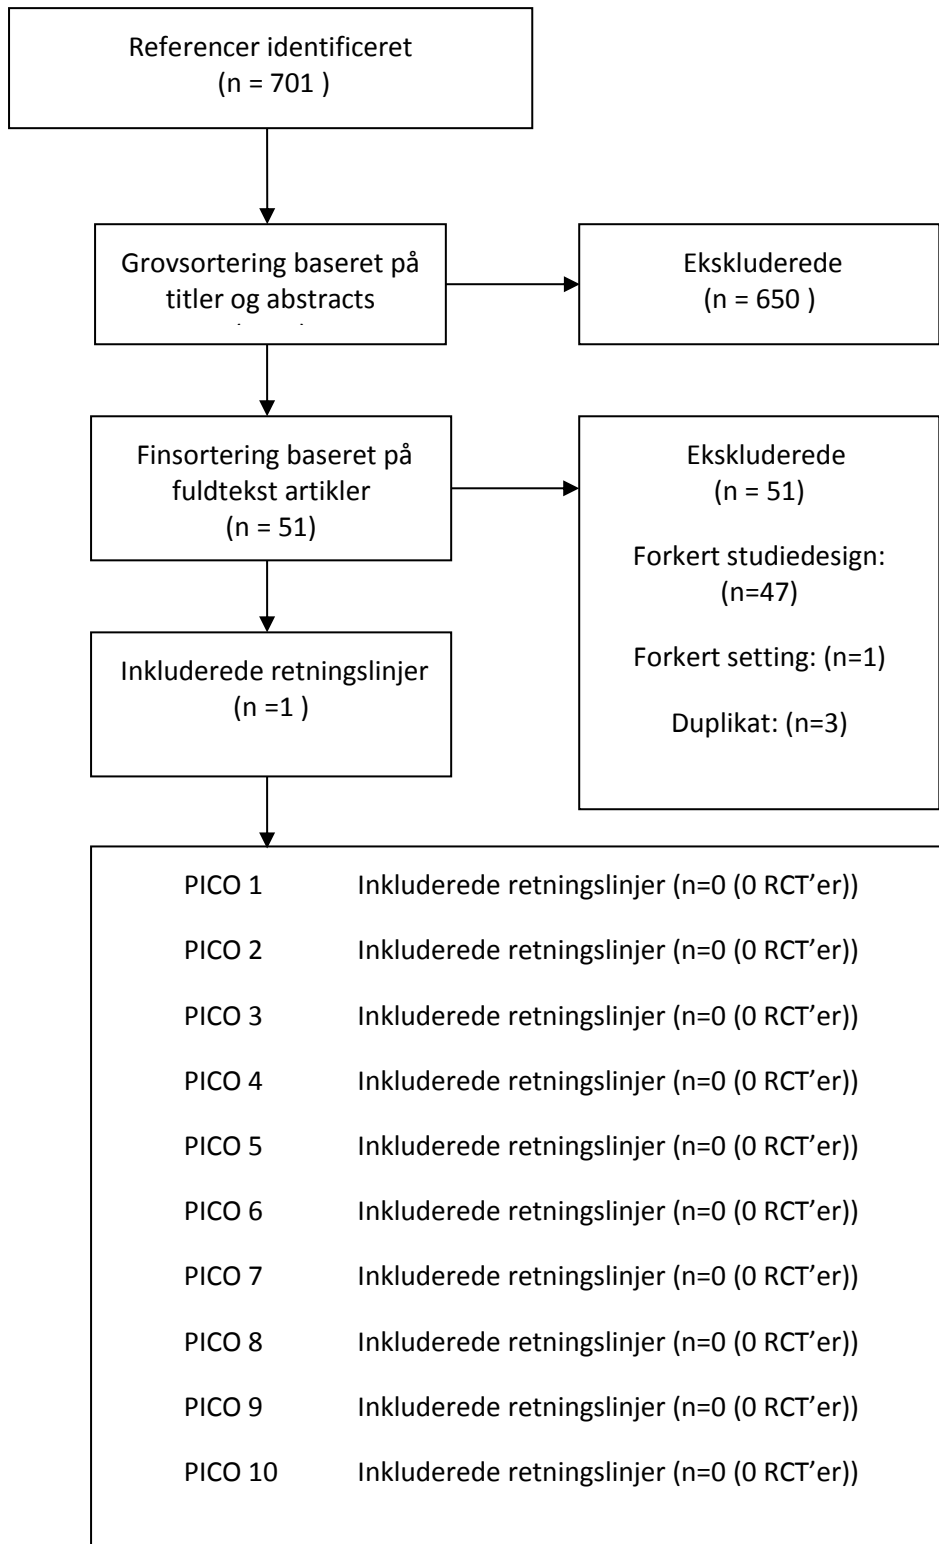 Referencer identificeret
(n = 701 )
Grovsortering baseret på
titler og abstracts
Ekskluderede
(n = 650 )
Finsortering baseret på
fuldtekst artikler
(n = 51)
Ekskluderede
(n = 51)
Forkert studiedesign:
(n=47)
Forkert setting: (n=1)
Duplikat: (n=3)
Inkluderede retningslinjer
(n =1 )
PICO 1 Inkluderede retningslinjer (n=0 (0 RCT’er))
PICO 2 Inkluderede retningslinjer (n=0 (0 RCT’er))
PICO 3 Inkluderede retningslinjer (n=0 (0 RCT’er))
PICO 4 Inkluderede retningslinjer (n=0 (0 RCT’er))
PICO 5 Inkluderede retningslinjer (n=0 (0 RCT’er))
PICO 6 Inkluderede retningslinjer (n=0 (0 RCT’er))
PICO 7 Inkluderede retningslinjer (n=0 (0 RCT’er))
PICO 8 Inkluderede retningslinjer (n=0 (0 RCT’er))
PICO 9 Inkluderede retningslinjer (n=0 (0 RCT’er))
PICO 10 Inkluderede retningslinjer (n=0 (0 RCT’er))